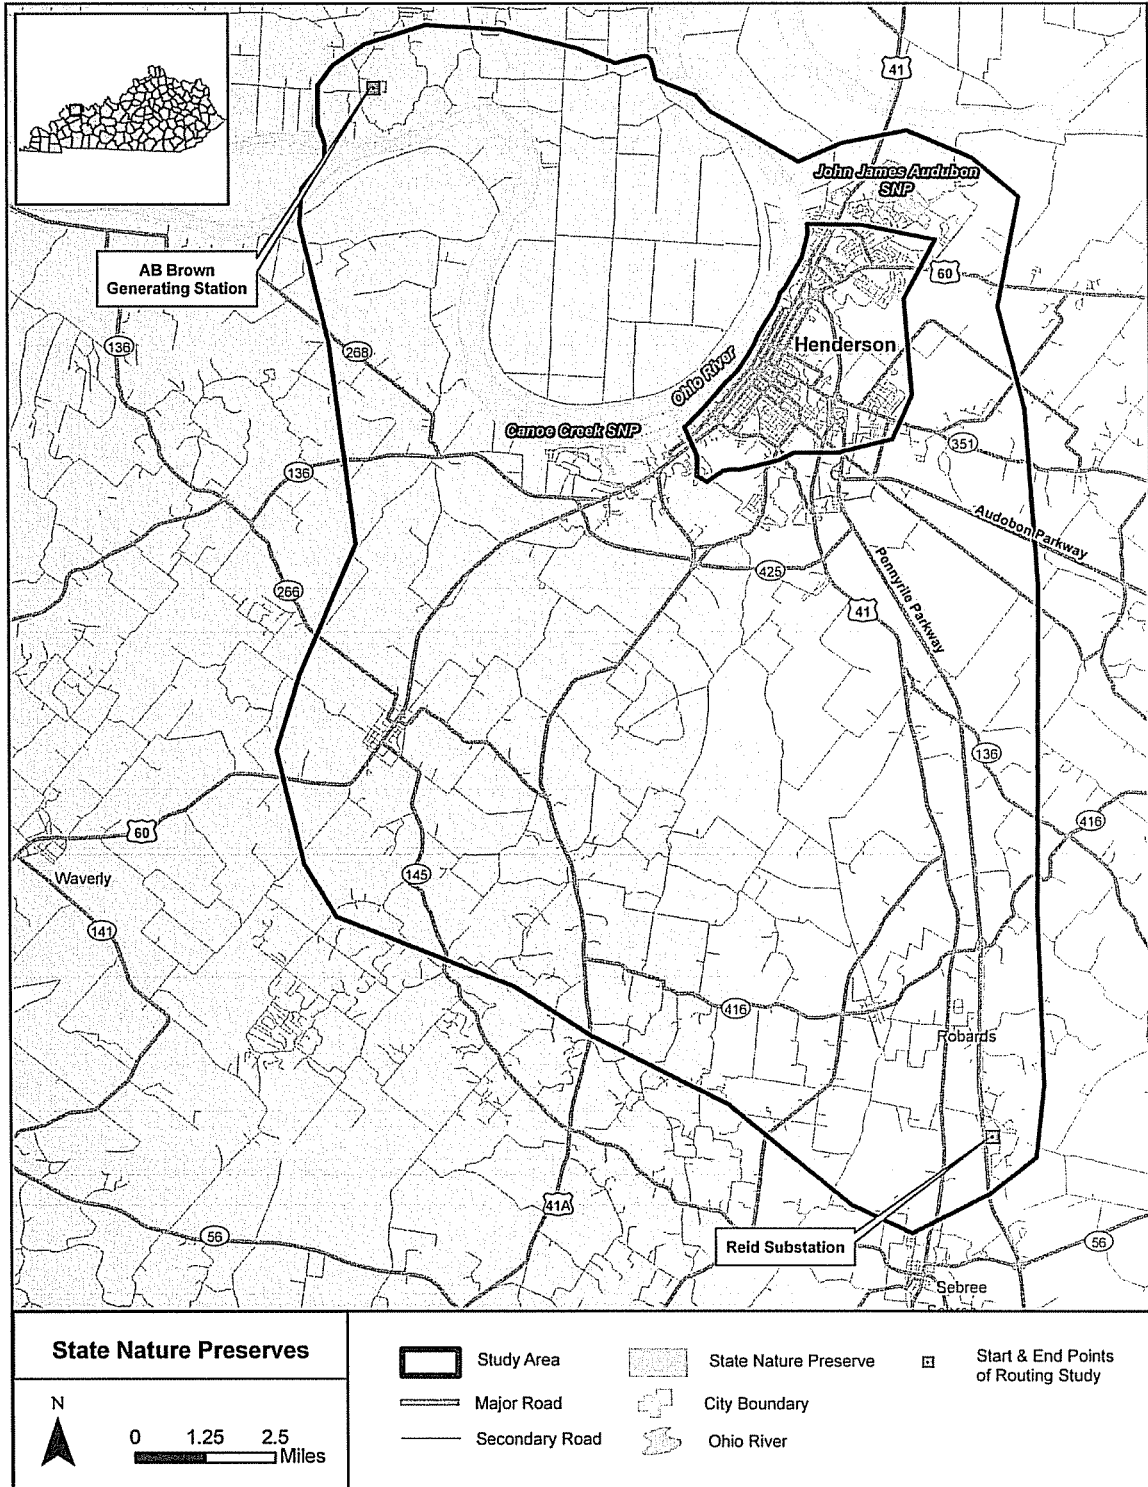 41
John James Audubon
SNP
AB Brown
Generating Station
60
136
268
Henderson
Ohio River
Canoe Creek SNP
351
136
Audobon Parkway
425
Pennyrile Parkway
266
41
136
416
60
Waverly
145
141
416
Robards
41A
56
Reid Substation
56
Sebree
State Nature Preserves
N
0 1.25 2.5
Miles
Study Area
Major Road
Secondary Road
State Nature Preserve
City Boundary
Ohio River
Start & End Points
of Routing Study